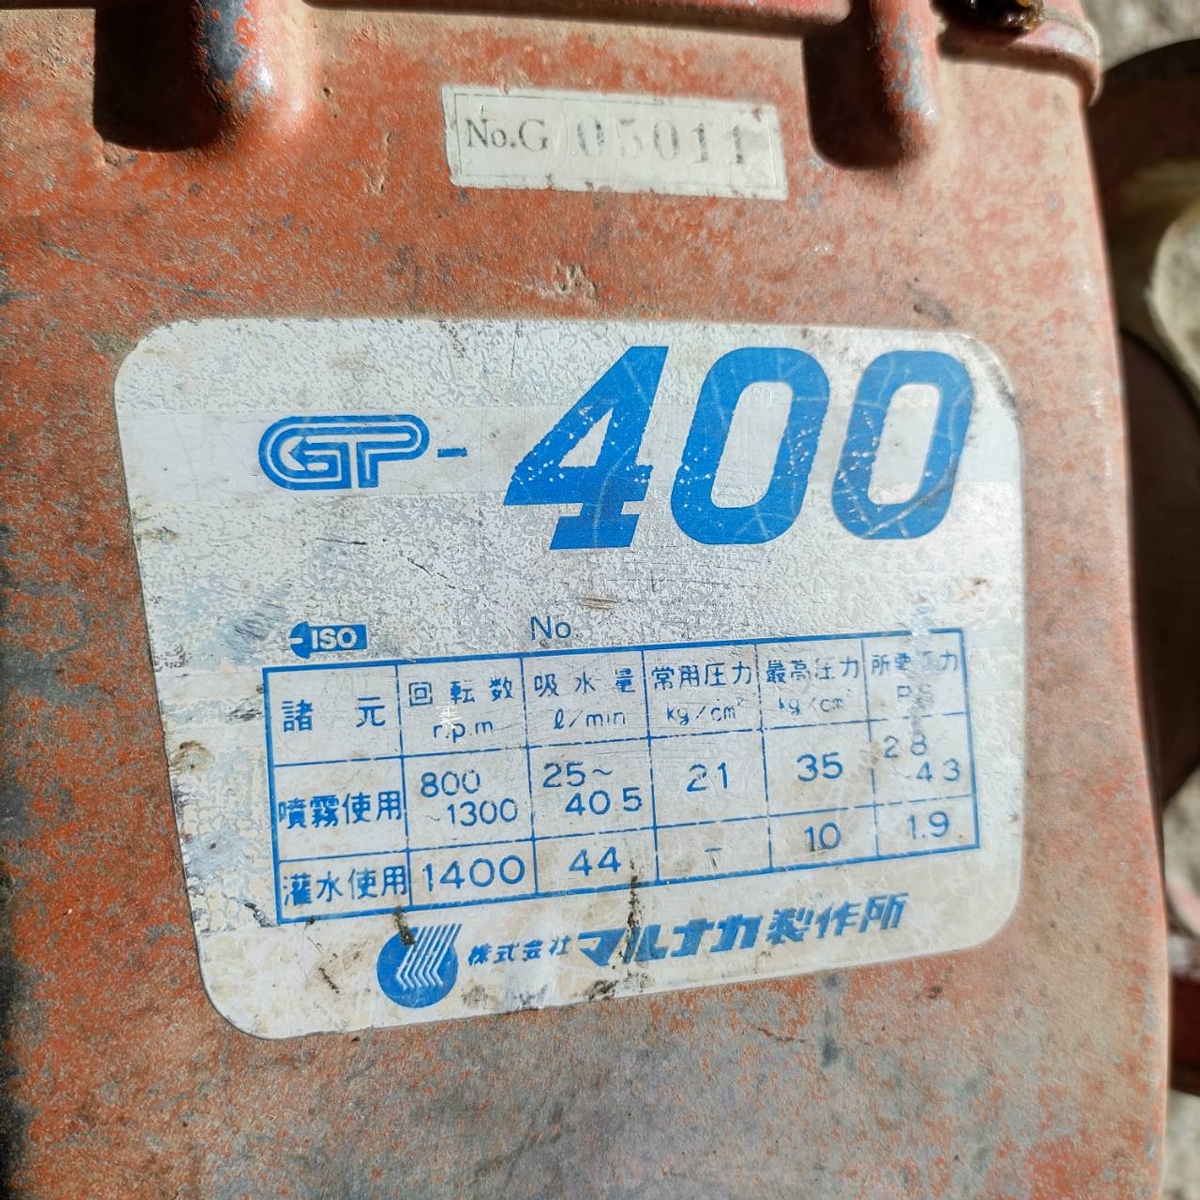 No.G 05011
GP-400
ISO
No.
諸元 回転数 r.p.m 吸水量 ℓ/min 常用圧力 kg/cm² 最高圧力 kg/cm² 所要圧力 PS
噴霧使用 800~1300 25~40.5 21 35 2.8~4.3
灌水使用 1400 44 - 10 1.9
株式会社マルナカ製作所